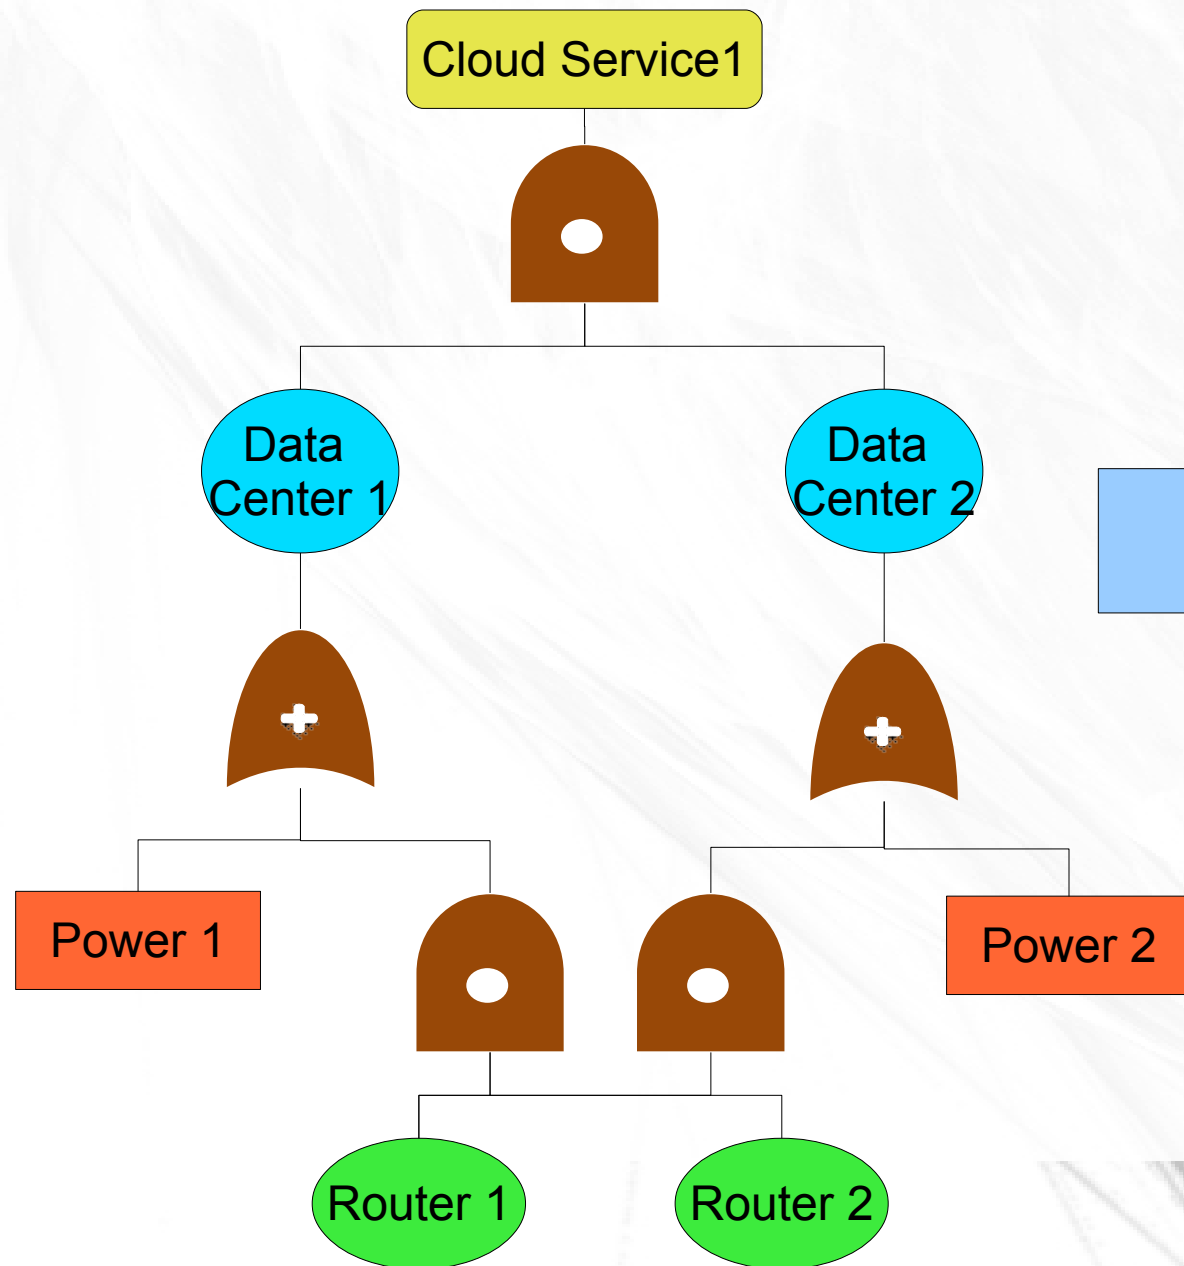 Cloud Service1
Data
Center 1
Data
Center 2
Power 1
Power 2
Router 1
Router 2